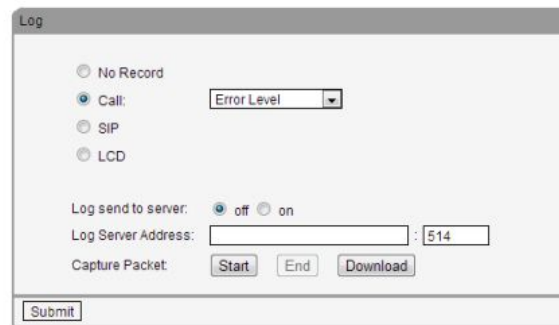 Log
No Record
Call: Error Level
SIP
LCD
Log send to server: off on
Log Server Address: : 514
Capture Packet: Start End Download
Submit